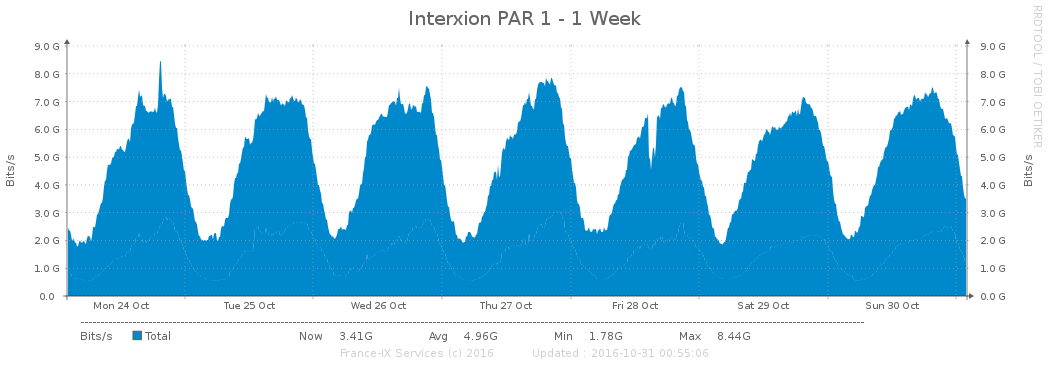 Interxion PAR 1 - 1 Week
RRDTOOL / TOBI OETIKER
Bits/s
9.0 G
8.0 G
7.0 G
6.0 G
5.0 G
4.0 G
3.0 G
2.0 G
1.0 G
0.0
9.0 G
8.0 G
7.0 G
6.0 G
5.0 G
4.0 G
3.0 G
2.0 G
1.0 G
0.0 G
Bits/s
Mon 24 Oct Tue 25 Oct Wed 26 Oct Thu 27 Oct Fri 28 Oct Sat 29 Oct Sun 30 Oct
Bits/s Total Now 3.41G Avg 4.96G Min 1.78G Max 8.44G
France-IX Services (c) 2016 Updated : 2016-10-31 00:55:06